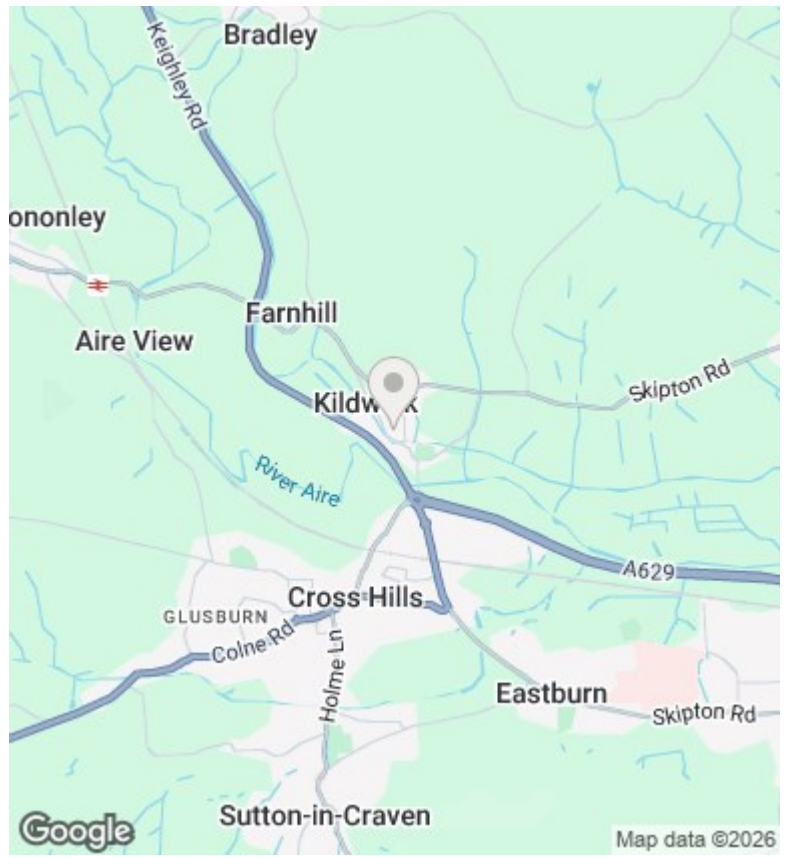 Bradley
Keighley Rd
ononley
Farnhill
Aire View
Skipton Rd
River Aire
A629
Cross Hills
GLUSBURN
Colne Rd
Holme Ln
Eastburn
Skipton Rd
Sutton-in-Craven
Google
Map data ©2026